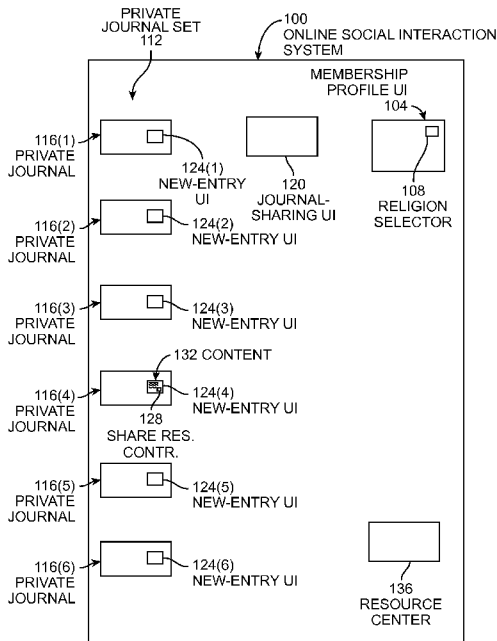 PRIVATE
JOURNAL SET
112
100
ONLINE SOCIAL INTERACTION
SYSTEM
MEMBERSHIP
PROFILE UI
104
116(1)
PRIVATE
JOURNAL
124(1)
NEW-ENTRY
UI
120
JOURNAL-
SHARING UI
108
RELIGION
SELECTOR
116(2)
PRIVATE
JOURNAL
124(2)
NEW-ENTRY UI
116(3)
PRIVATE
JOURNAL
124(3)
NEW-ENTRY UI
132 CONTENT
116(4)
PRIVATE
JOURNAL
124(4)
NEW-ENTRY UI
128
SHARE RES.
CONTR.
116(5)
PRIVATE
JOURNAL
124(5)
NEW-ENTRY UI
116(6)
PRIVATE
JOURNAL
124(6)
NEW-ENTRY UI
136
RESOURCE
CENTER